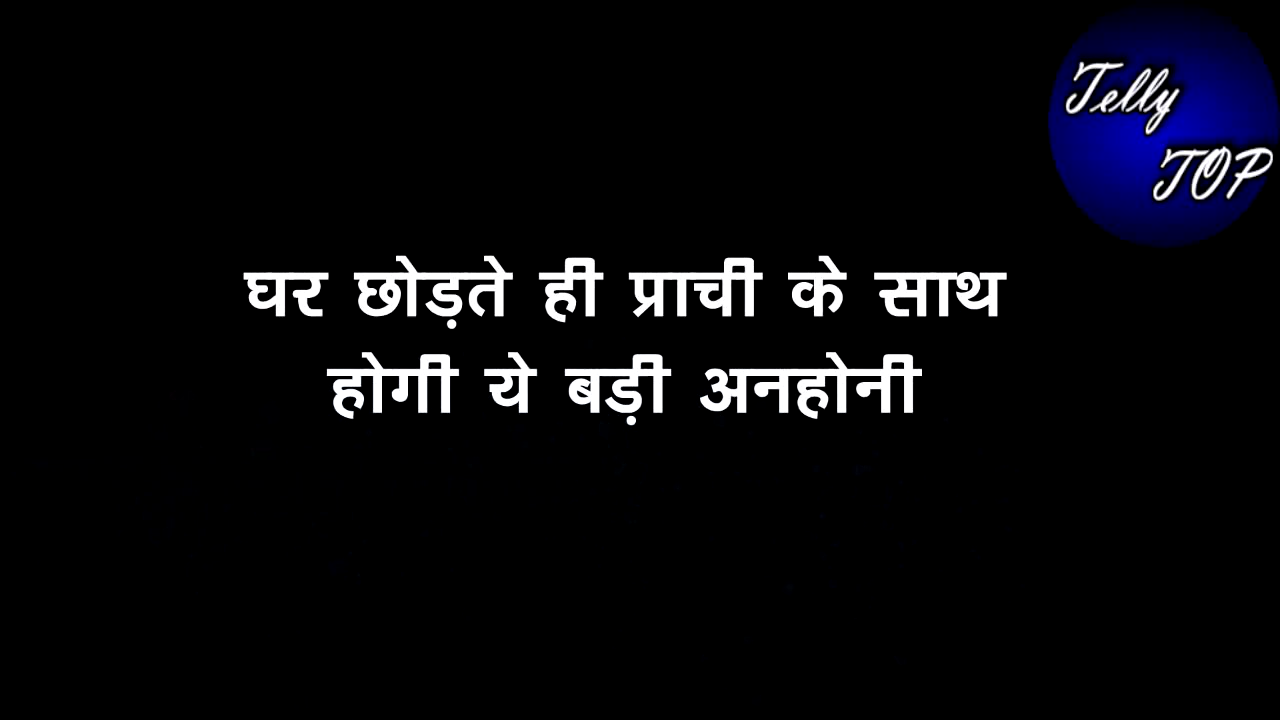 Telly
TOP
घर छोड़ते ही प्राची के साथ
होगी ये बड़ी अनहोनी